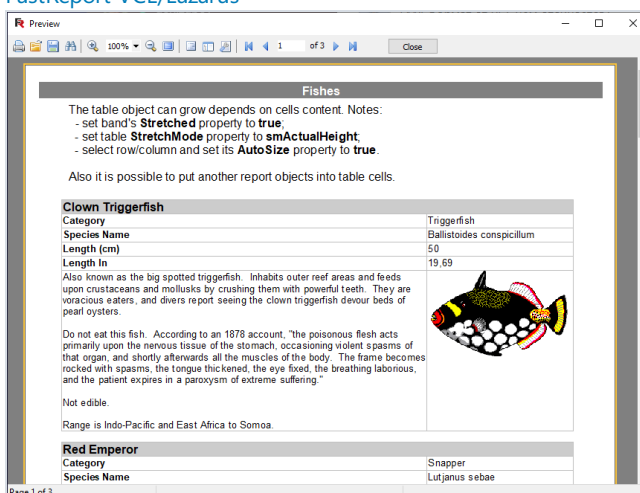 FastReport VCL/Lazarus
Preview
100%
1 of 3
Close
Fishes
The table object can grow depends on cells content. Notes:
- set band's Stretched property to true;
- set table StretchMode property to smActualHeight;
- select row/column and set its AutoSize property to true.
Also it is possible to put another report objects into table cells.
Clown Triggerfish
Category Triggerfish
Species Name Ballistoides conspicillum
Length (cm) 50
Length In 19,69
Also known as the big spotted triggerfish. Inhabits outer reef areas and feeds
upon crustaceans and mollusks by crushing them with powerful teeth. They are
voracious eaters, and divers report seeing the clown triggerfish devour beds of
pearl oysters.
Do not eat this fish. According to an 1878 account, "the poisonous flesh acts
primarily upon the nervous tissue of the stomach, occasioning violent spasms of
that organ, and shortly afterwards all the muscles of the body. The frame becomes
rocked with spasms, the tongue thickened, the eye fixed, the breathing laborious,
and the patient expires in a paroxysm of extreme suffering."
Not edible.
Range is Indo-Pacific and East Africa to Somoa.
Red Emperor
Category Snapper
Species Name Lutjanus sebae
Page 1 of 3